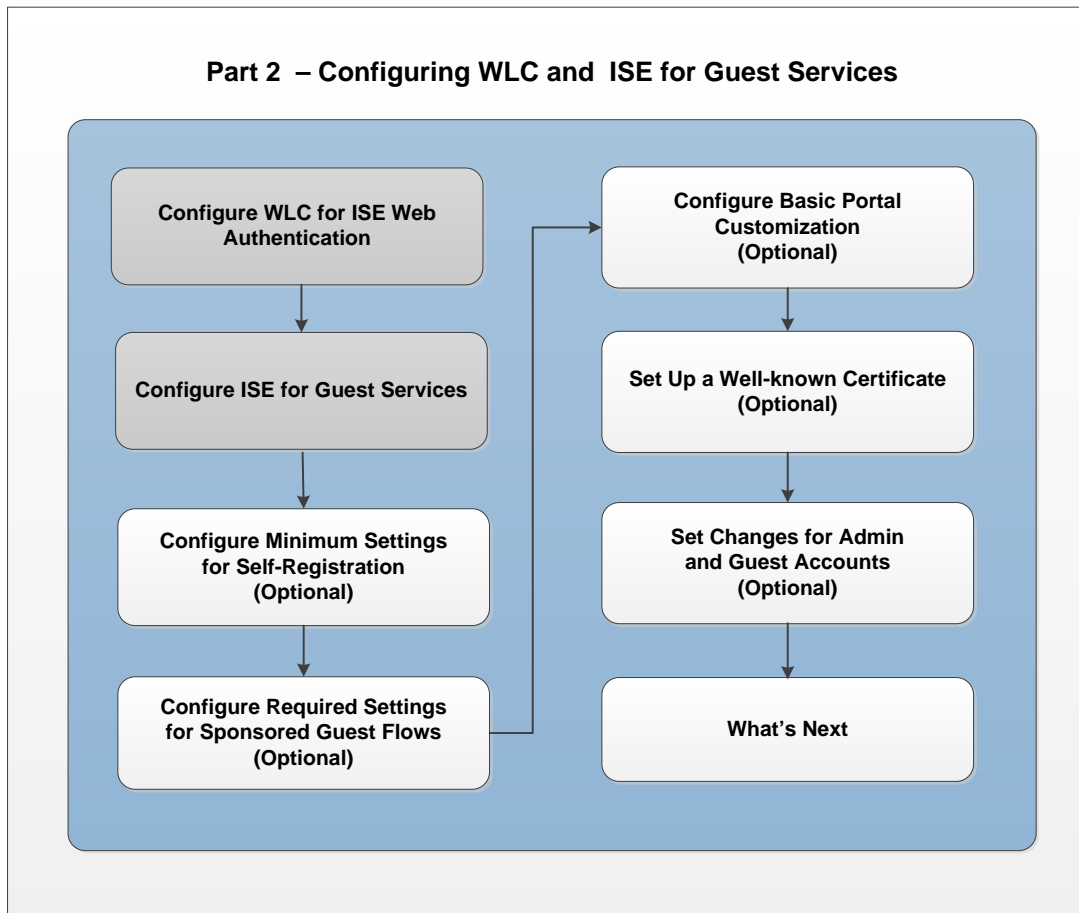 Part 2 – Configuring WLC and ISE for Guest Services
Configure WLC for ISE Web
Authentication
Configure ISE for Guest Services
Configure Minimum Settings
for Self-Registration
(Optional)
Configure Required Settings
for Sponsored Guest Flows
(Optional)
Configure Basic Portal
Customization
(Optional)
Set Up a Well-known Certificate
(Optional)
Set Changes for Admin
and Guest Accounts
(Optional)
What’s Next